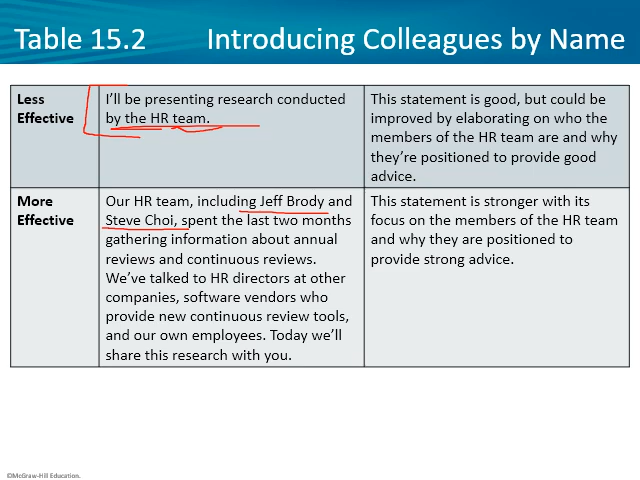 Table 15.2 Introducing Colleagues by Name
Less
Effective
I'll be presenting research conducted
by the HR team.
This statement is good, but could be
improved by elaborating on who the
members of the HR team are and why
they're positioned to provide good
advice.
More
Effective
Our HR team, including Jeff Brody and
Steve Choi, spent the last two months
gathering information about annual
reviews and continuous reviews.
We've talked to HR directors at other
companies, software vendors who
provide new continuous review tools,
and our own employees. Today we'll
share this research with you.
This statement is stronger with its
focus on the members of the HR team
and why they are positioned to
provide strong advice.
©McGraw-Hill Education.